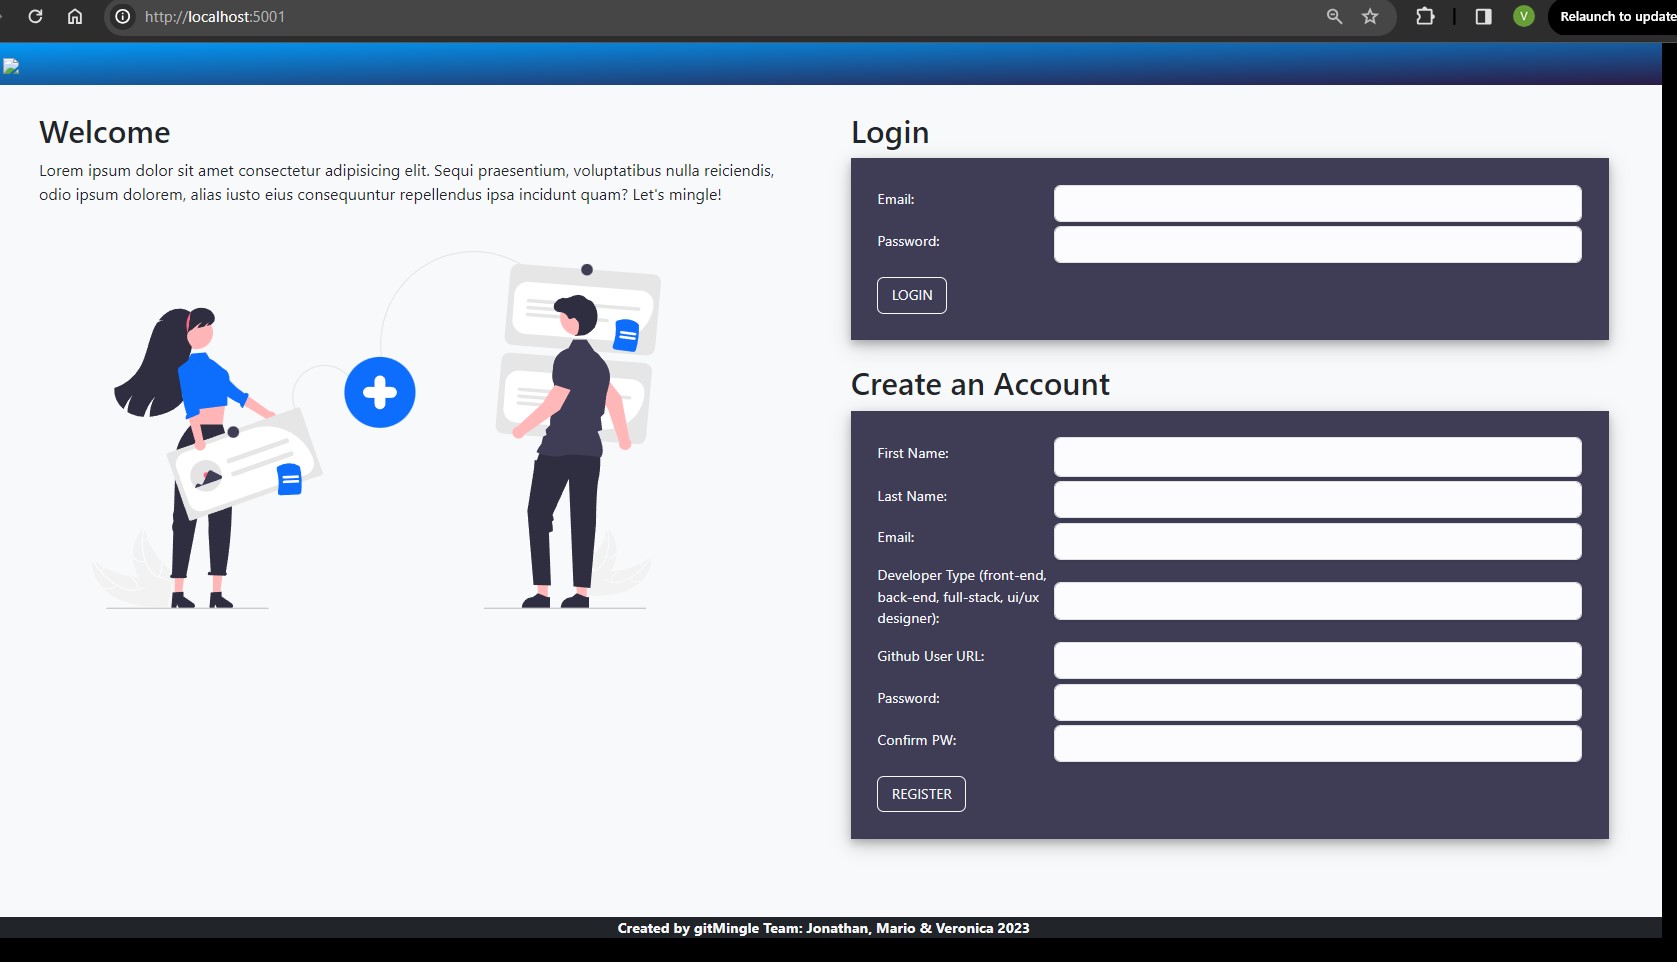 http://localhost:5001
V
Relaunch to update
Welcome
Lorem ipsum dolor sit amet consectetur adipisicing elit. Sequi praesentium, voluptatibus nulla reiciendis,
odio ipsum dolorem, alias iusto eius consequuntur repellendus ipsa incidunt quam? Let's mingle!
Login
Email:
Password:
LOGIN
Create an Account
First Name:
Last Name:
Email:
Developer Type (front-end,
back-end, full-stack, ui/ux
designer):
Github User URL:
Password:
Confirm PW:
REGISTER
Created by gitMingle Team: Jonathan, Mario & Veronica 2023